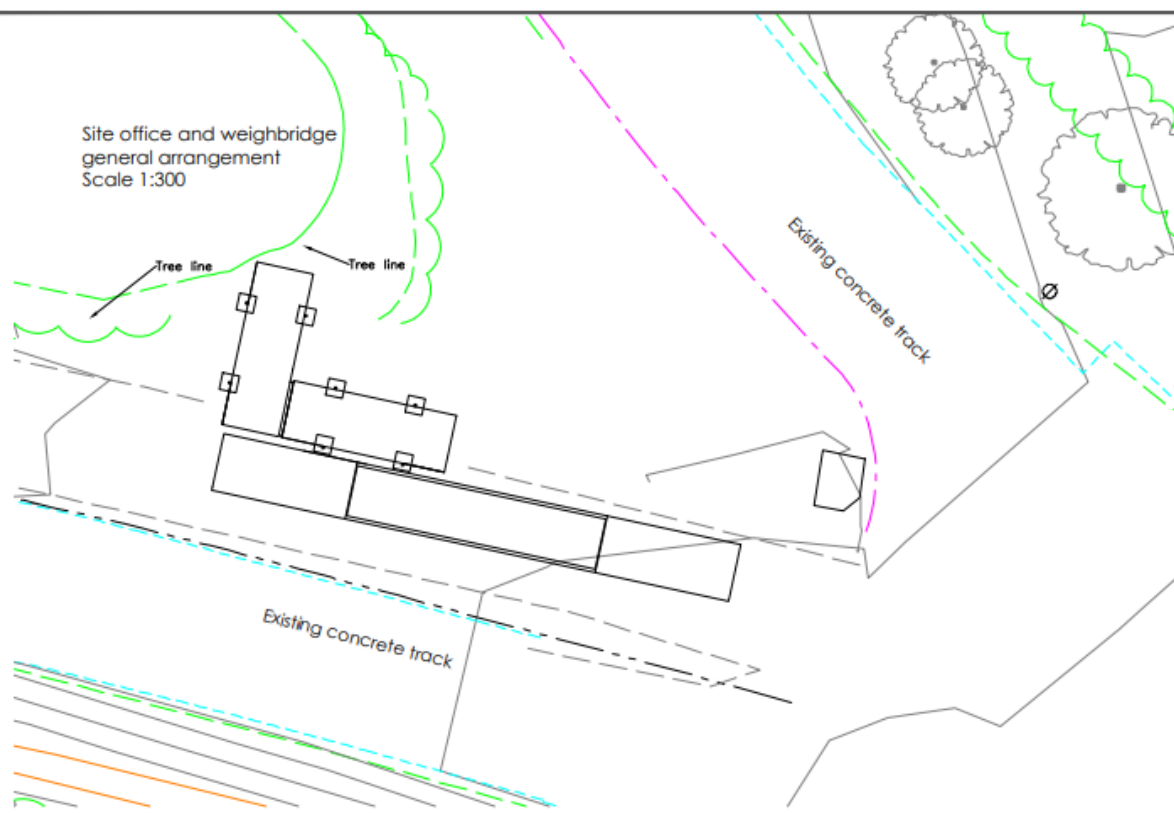 Site office and weighbridge
general arrangement
Scale 1:300
Tree line
Tree line
Existing concrete track
Existing concrete track